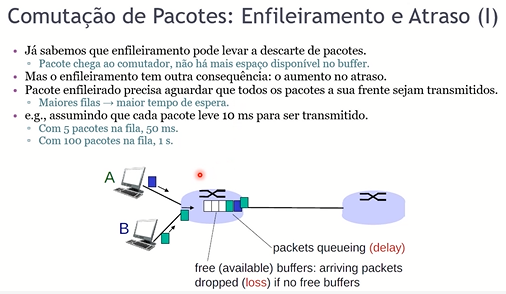 Comutação de Pacotes: Enfileiramento e Atraso (I)
Já sabemos que enfileiramento pode levar a descarte de pacotes.
Pacote chega ao comutador, não há mais espaço disponível no buffer.
Mas o enfileiramento tem outra consequência: o aumento no atraso.
Pacote enfileirado precisa aguardar que todos os pacotes a sua frente sejam transmitidos.
Maiores filas → maior tempo de espera.
e.g., assumindo que cada pacote leve 10 ms para ser transmitido.
Com 5 pacotes na fila, 50 ms.
Com 100 pacotes na fila, 1 s.
A
B
packets queueing (delay)
free (available) buffers: arriving packets
dropped (loss) if no free buffers